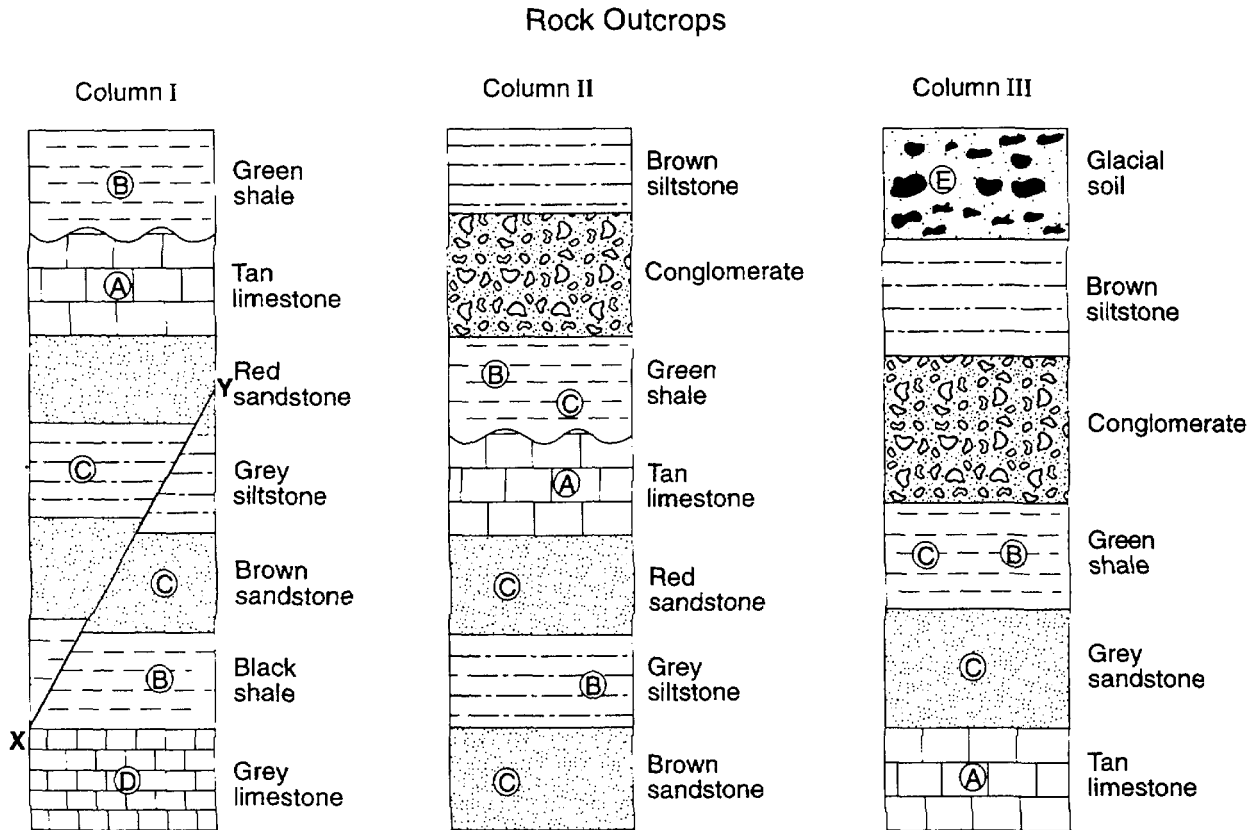 Rock Outcrops
Column I
Green
shale
B
Tan
limestone
A
Red
sandstone
Y
C
Grey
siltstone
Brown
sandstone
C
Black
shale
B
X
Grey
limestone
D
Column II
Brown
siltstone
Conglomerate
B
Green
shale
C
Tan
limestone
A
Red
sandstone
C
Grey
siltstone
B
Brown
sandstone
C
Column III
Glacial
soil
E
Brown
siltstone
Conglomerate
Green
shale
C B
Grey
sandstone
C
Tan
limestone
A